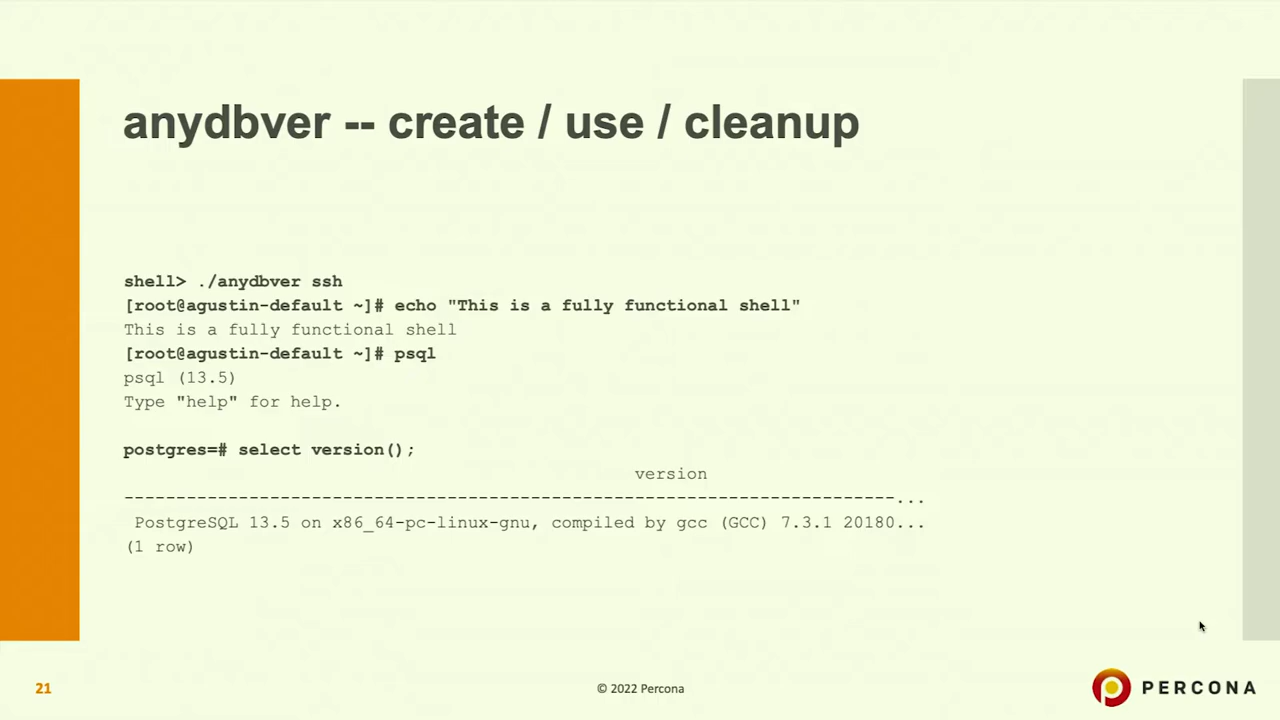 anydbver -- create / use / cleanup
shell> ./anydbver ssh
[root@agustin-default ~]# echo "This is a fully functional shell"
This is a fully functional shell
[root@agustin-default ~]# psql
psql (13.5)
Type "help" for help.
postgres=# select version();
version
--------------------------------------------------------------------------...
PostgreSQL 13.5 on x86_64-pc-linux-gnu, compiled by gcc (GCC) 7.3.1 20180...
(1 row)
21
© 2022 Percona
PERCONA